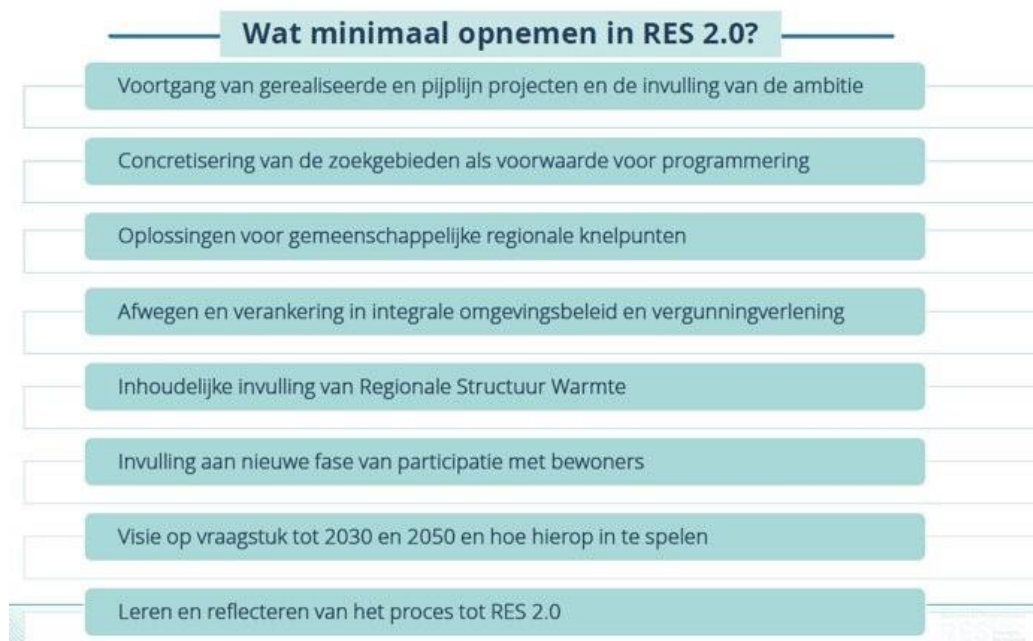 Wat minimaal opnemen in RES 2.0?
Voortgang van gerealiseerde en pijplijn projecten en de invulling van de ambitie
Concretisering van de zoekgebieden als voorwaarde voor programmering
Oplossingen voor gemeenschappelijke regionale knelpunten
Afwegen en verankering in integrale omgevingsbeleid en vergunningverlening
Inhoudelijke invulling van Regionale Structuur Warmte
Invulling aan nieuwe fase van participatie met bewoners
Visie op vraagstuk tot 2030 en 2050 en hoe hierop in te spelen
Leren en reflecteren van het proces tot RES 2.0
RES